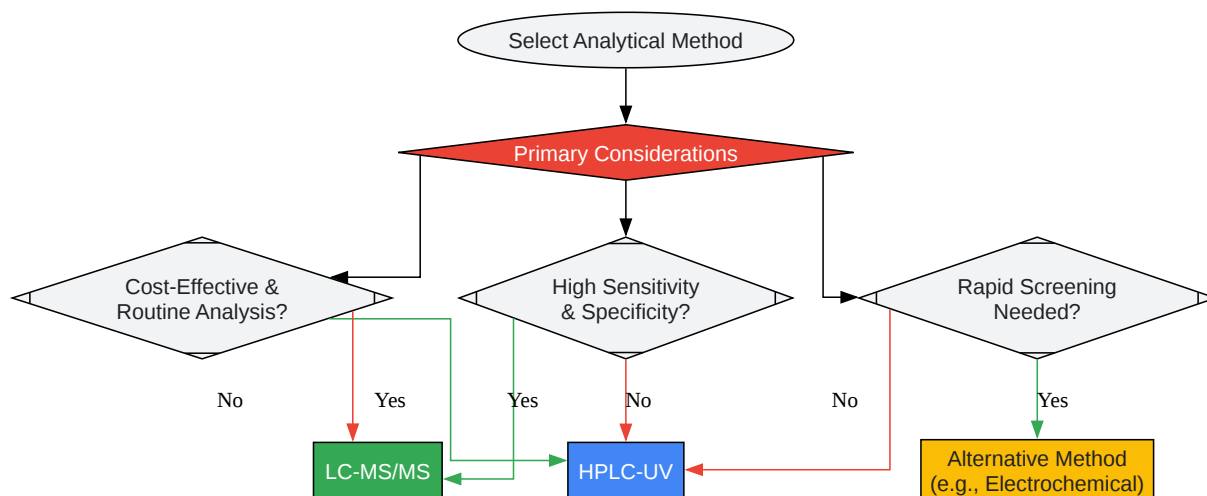 Select Analytical Method
Primary Considerations
Cost-Effective &
Routine Analysis?
High Sensitivity
& Specificity?
Rapid Screening
Needed?
No
Yes
Yes
No
No
Yes
LC-MS/MS
HPLC-UV
Alternative Method
(e.g., Electrochemical)